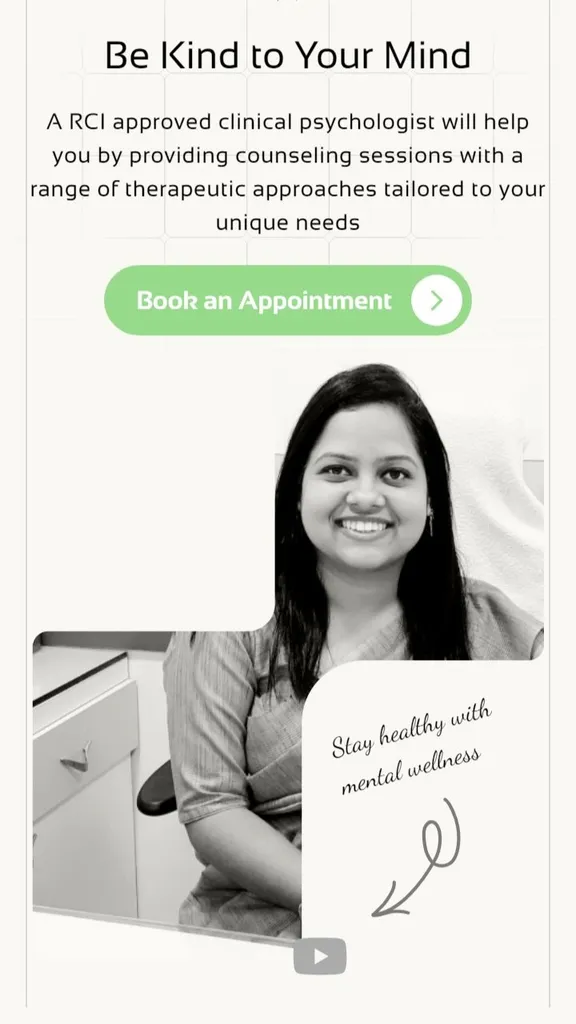 Be Kind to Your Mind
A RCI approved clinical psychologist will help
you by providing counseling sessions with a
range of therapeutic approaches tailored to your
unique needs
Book an Appointment
Stay healthy with
mental wellness